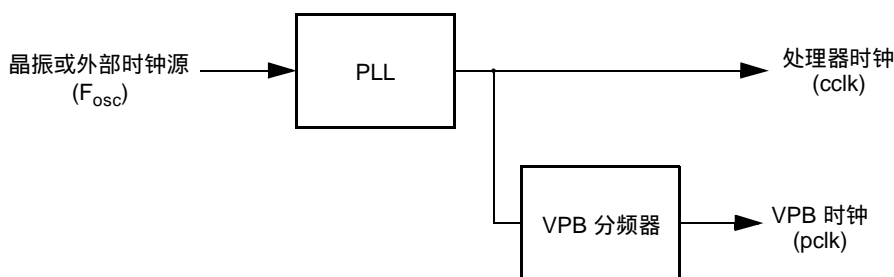 晶振或外部时钟源
(Fosc)
PLL
处理器时钟
(cclk)
VPB 分频器
VPB 时钟
(pclk)